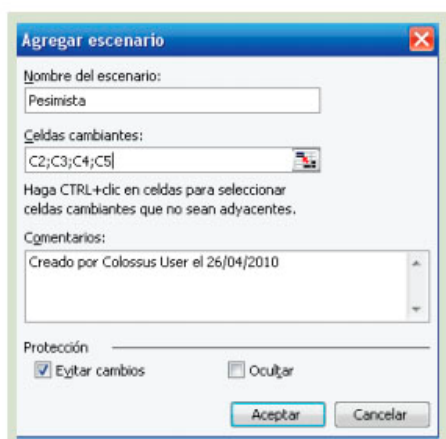 Agregar escenario
Nombre del escenario:
Pesimista
Celdas cambiantes:
C2;C3;C4;C5
Haga CTRL+clic en celdas para seleccionar
celdas cambiantes que no sean adyacentes.
Comentarios:
Creado por Colossus User el 26/04/2010
Protección
Evitar cambios Ocultar
Aceptar Cancelar